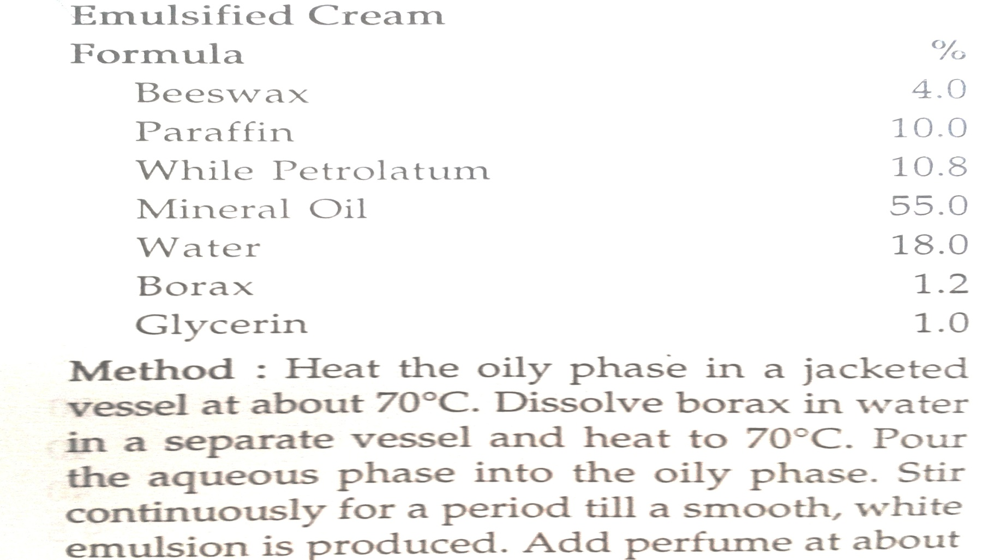 Emulsified Cream
Formula %
Beeswax 4.0
Paraffin 10.0
While Petrolatum 10.8
Mineral Oil 55.0
Water 18.0
Borax 1.2
Glycerin 1.0
Method : Heat the oily phase in a jacketed
vessel at about 70°C. Dissolve borax in water
in a separate vessel and heat to 70°C. Pour
the aqueous phase into the oily phase. Stir
continuously for a period till a smooth, white
emulsion is produced. Add perfume at about